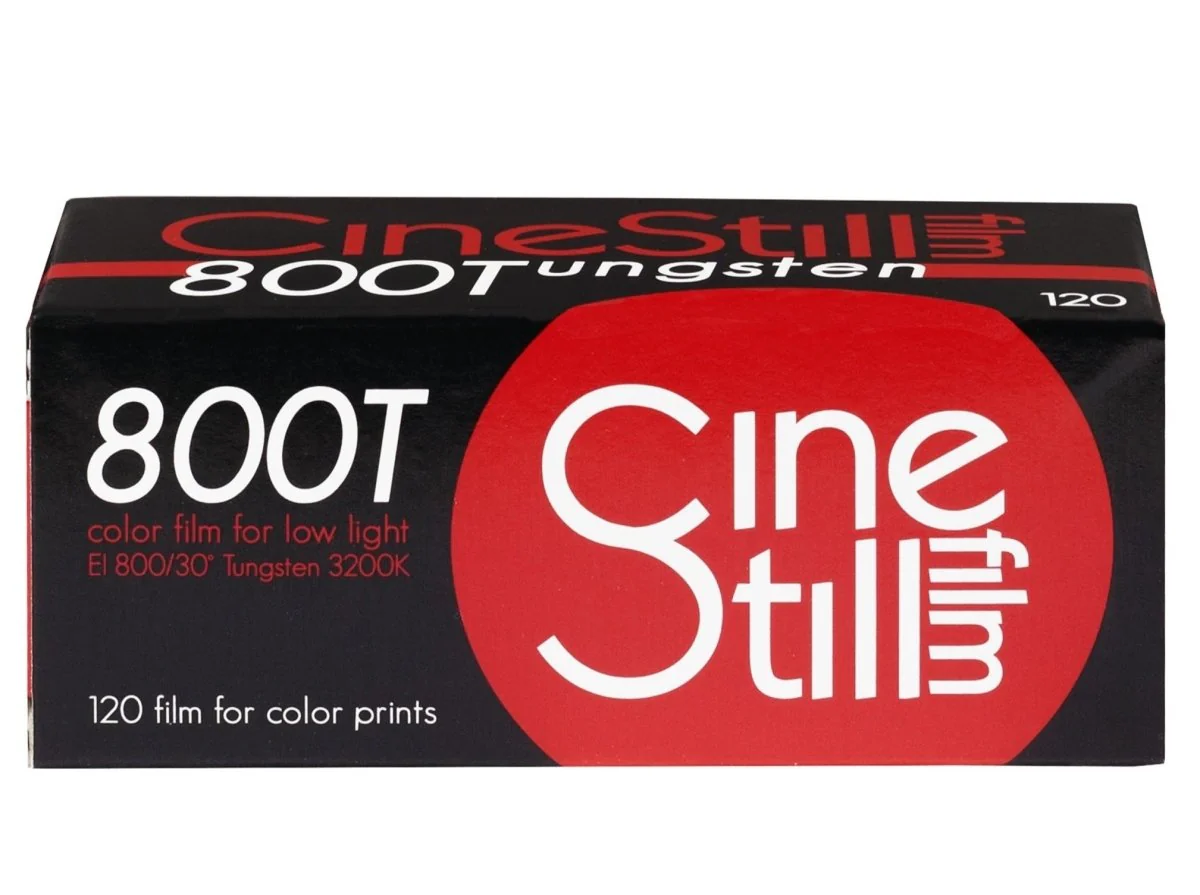 CineStill film
800Tungsten
120
800T
color film for low light
EI 800/30° Tungsten 3200K
120 film for color prints
Cine
Still film